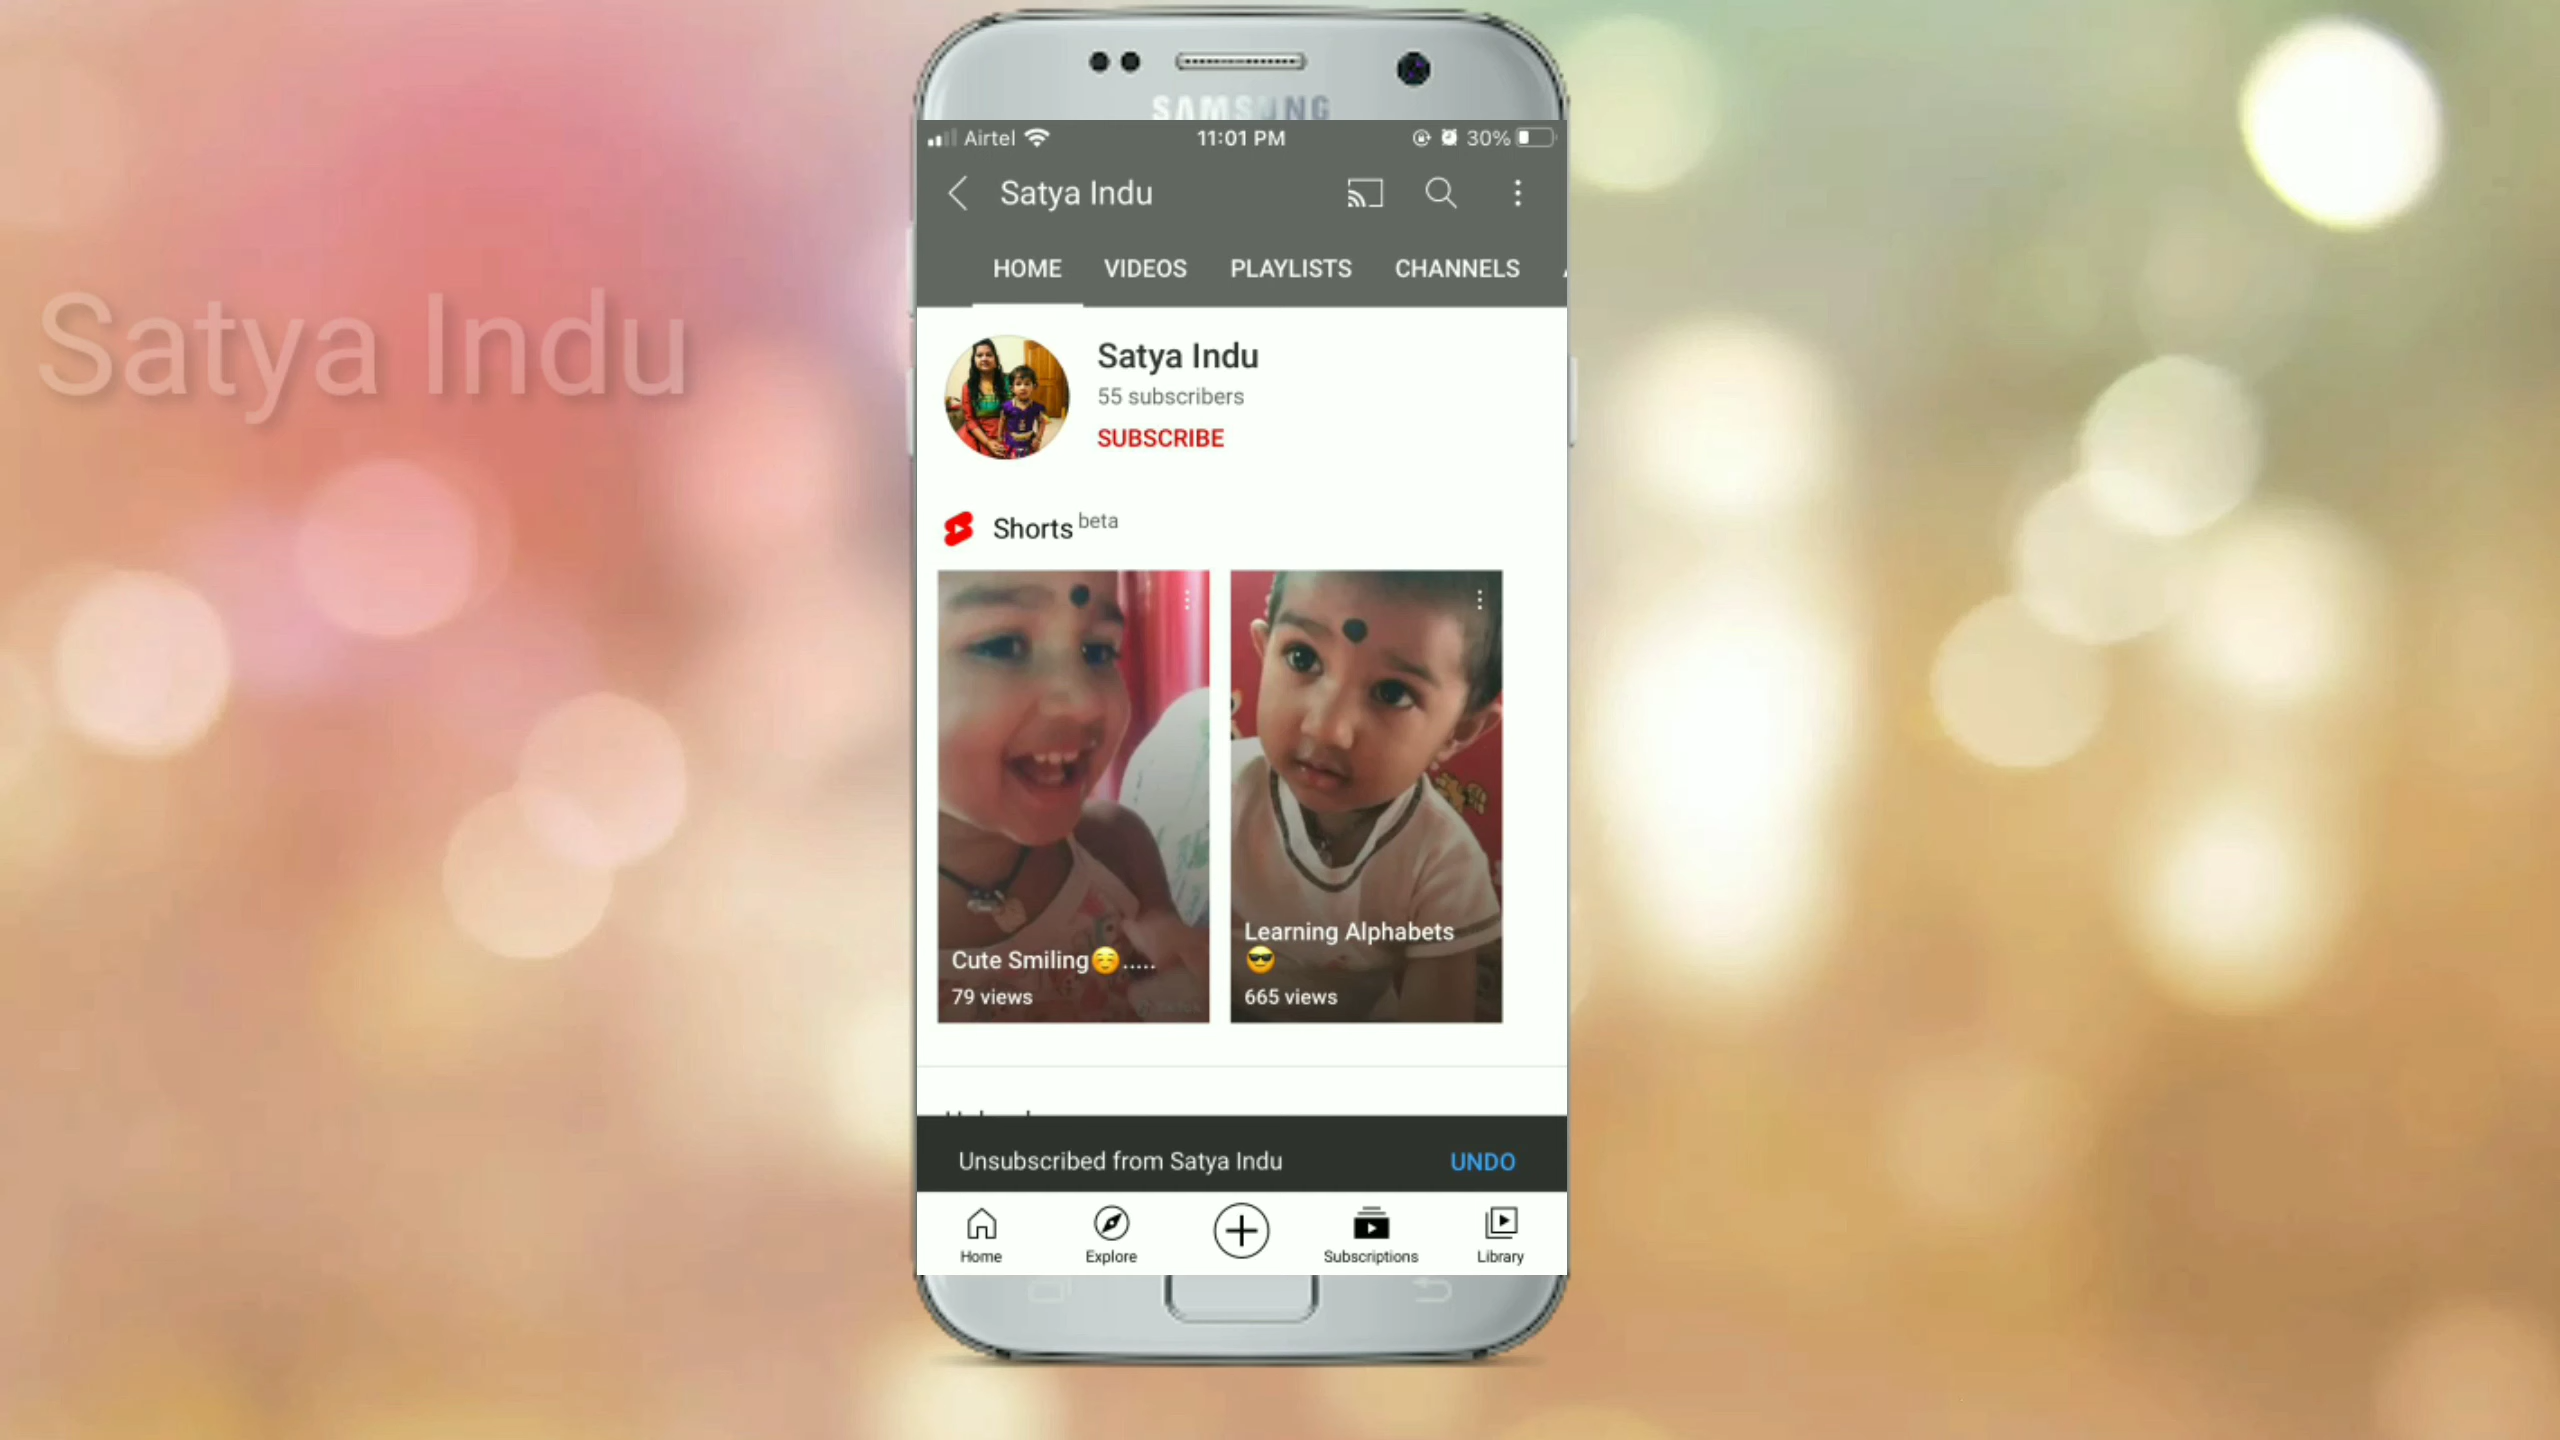 SAMSUNG
Airtel 11:01 PM 30%
Satya Indu
HOME VIDEOS PLAYLISTS CHANNELS
Satya Indu
Satya Indu
55 subscribers
SUBSCRIBE
Shorts beta
Cute Smiling☺️.....
79 views
Learning Alphabets
😎
665 views
Unsubscribed from Satya Indu UNDO
Home Explore Subscriptions Library